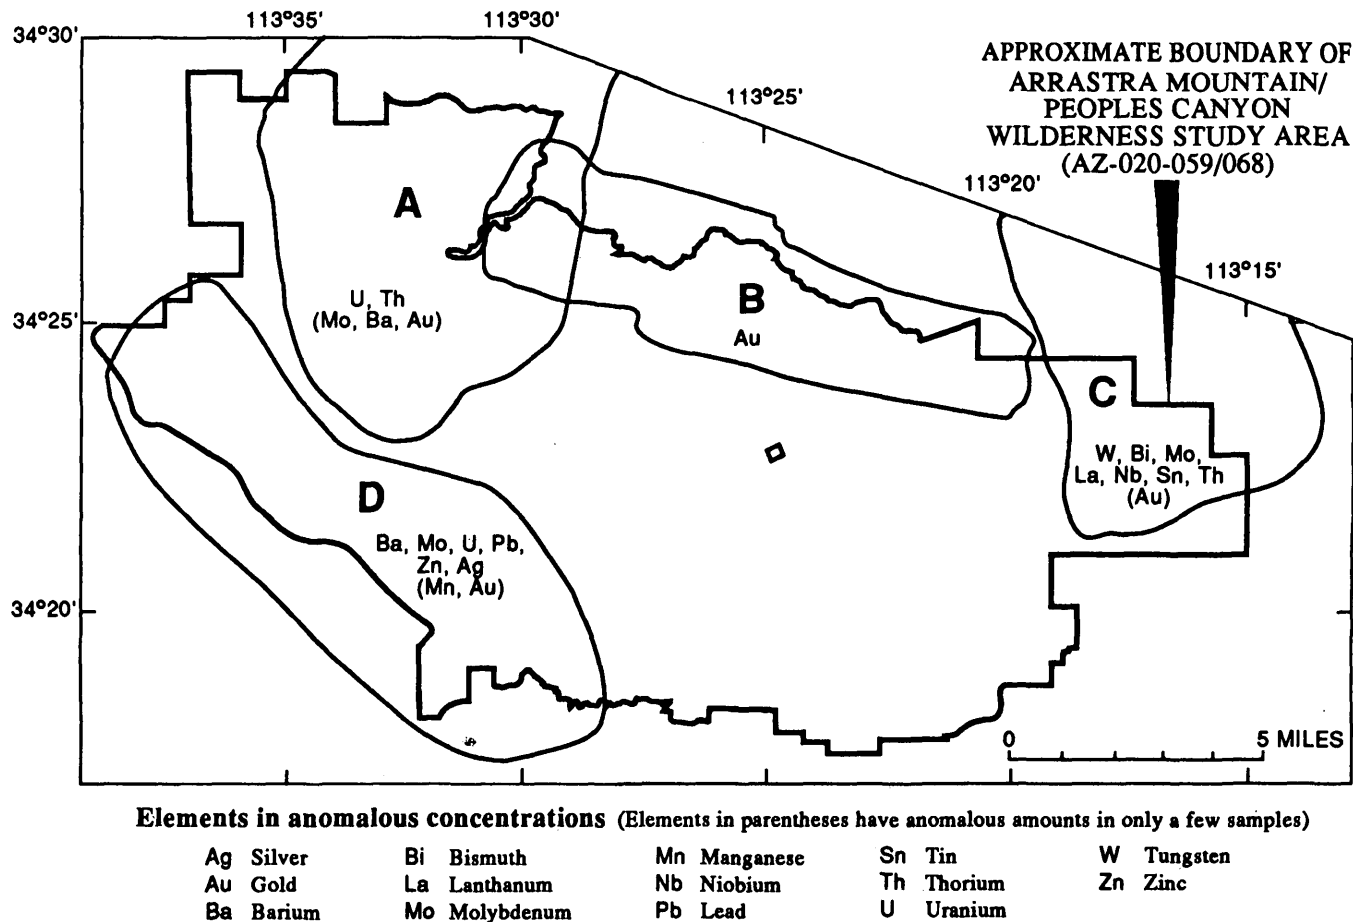 113°35'
113°30'
34°30'
APPROXIMATE BOUNDARY OF
ARRASTRA MOUNTAIN/
PEOPLES CANYON
WILDERNESS STUDY AREA
(AZ-020-059/068)
113°25'
113°20'
113°15'
A
U, Th
(Mo, Ba, Au)
B
Au
34°25'
C
W, Bi, Mo,
La, Nb, Sn, Th
(Au)
D
Ba, Mo, U, Pb,
Zn, Ag
(Mn, Au)
34°20'
0 5 MILES
Elements in anomalous concentrations (Elements in parentheses have anomalous amounts in only a few samples)
Ag Silver Bi Bismuth Mn Manganese Sn Tin W Tungsten
Au Gold La Lanthanum Nb Niobium Th Thorium Zn Zinc
Ba Barium Mo Molybdenum Pb Lead U Uranium